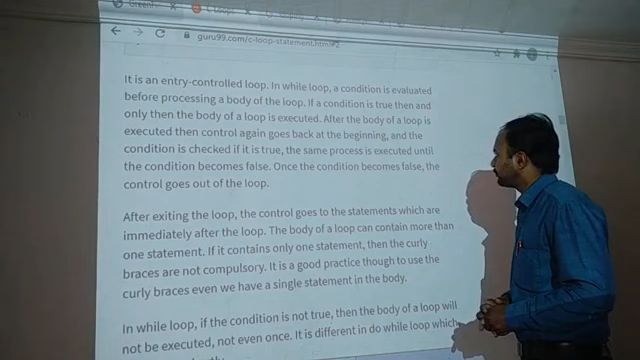 guru99.com/c-loop-statement.html#2
It is an entry-controlled loop. In while loop, a condition is evaluated
before processing a body of the loop. If a condition is true then and
only then the body of a loop is executed. After the body of a loop is
executed then control again goes back at the beginning, and the
condition is checked if it is true, the same process is executed until
the condition becomes false. Once the condition becomes false, the
control goes out of the loop.
After exiting the loop, the control goes to the statements which are
immediately after the loop. The body of a loop can contain more than
one statement. If it contains only one statement, then the curly
braces are not compulsory. It is a good practice though to use the
curly braces even we have a single statement in the body.
In while loop, if the condition is not true, then the body of a loop will
not be executed, not even once. It is different in do while loop which